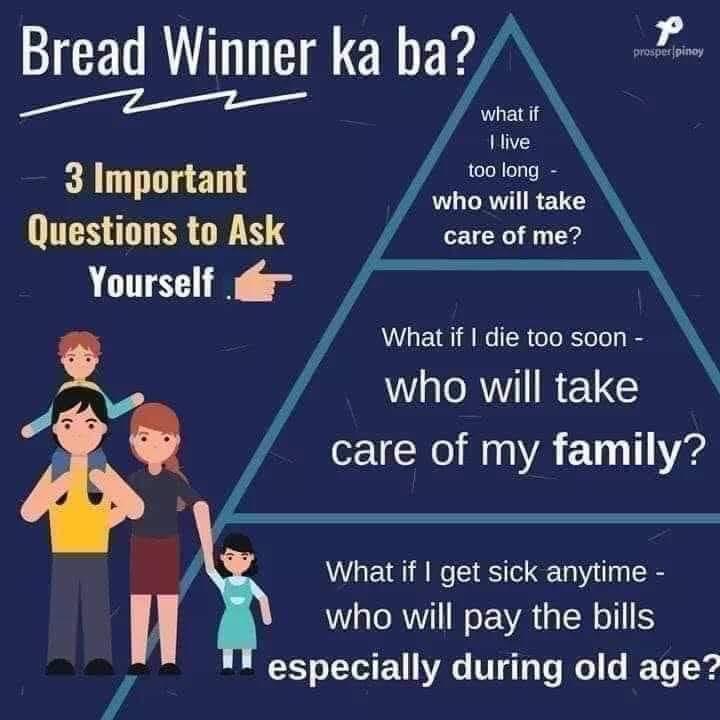 Bread Winner ka ba?
prosper|pinoy
3 Important
Questions to Ask
Yourself .
what if
I live
too long -
who will take
care of me?
What if I die too soon -
who will take
care of my family?
What if I get sick anytime -
who will pay the bills
especially during old age?